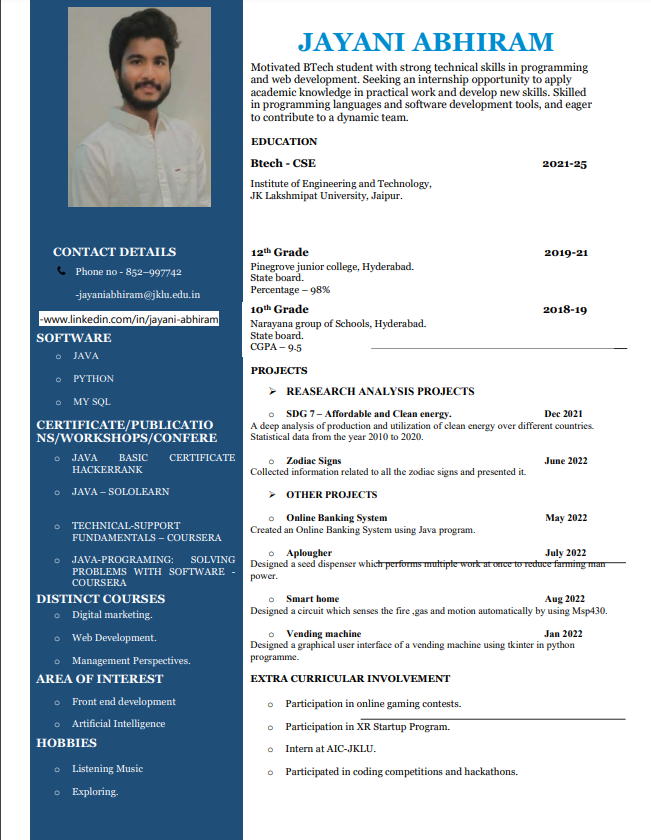 JAYANI ABHIRAM
Motivated BTech student with strong technical skills in programming
and web development. Seeking an internship opportunity to apply
academic knowledge in practical work and develop new skills. Skilled
in programming languages and software development tools, and eager
to contribute to a dynamic team.
EDUCATION
Btech - CSE 2021-25
Institute of Engineering and Technology,
JK Lakshmipat University, Jaipur.
12th Grade 2019-21
Pinegrove junior college, Hyderabad.
State board.
Percentage – 98%
10th Grade 2018-19
Narayana group of Schools, Hyderabad.
State board.
CGPA – 9.5
PROJECTS
➢ REASEARCH ANALYSIS PROJECTS
o SDG 7 – Affordable and Clean energy. Dec 2021
A deep analysis of production and utilization of clean energy over different countries.
Statistical data from the year 2010 to 2020.
o Zodiac Signs June 2022
Collected information related to all the zodiac signs and presented it.
➢ OTHER PROJECTS
o Online Banking System May 2022
Created an Online Banking System using Java program.
o Aplougher July 2022
Designed a seed dispenser which performs multiple work at once to reduce farming man
power.
o Smart home Aug 2022
Designed a circuit which senses the fire ,gas and motion automatically by using Msp430.
o Vending machine Jan 2022
Designed a graphical user interface of a vending machine using tkinter in python
programme.
EXTRA CURRICULAR INVOLVEMENT
o Participation in online gaming contests.
o Participation in XR Startup Program.
o Intern at AIC-JKLU.
o Participated in coding competitions and hackathons.
CONTACT DETAILS
Phone no - 852–997742
-jayaniabhiram@jklu.edu.in
-www.linkedin.com/in/jayani-abhiram
SOFTWARE
o JAVA
o PYTHON
o MY SQL
CERTIFICATE/PUBLICATIO
NS/WORKSHOPS/CONFERE
o JAVA BASIC CERTIFICATE
HACKERRANK
o JAVA – SOLOLEARN
o TECHNICAL-SUPPORT
FUNDAMENTALS – COURSERA
o JAVA-PROGRAMING: SOLVING
PROBLEMS WITH SOFTWARE -
COURSERA
DISTINCT COURSES
o Digital marketing.
o Web Development.
o Management Perspectives.
AREA OF INTEREST
o Front end development
o Artificial Intelligence
HOBBIES
o Listening Music
o Exploring.